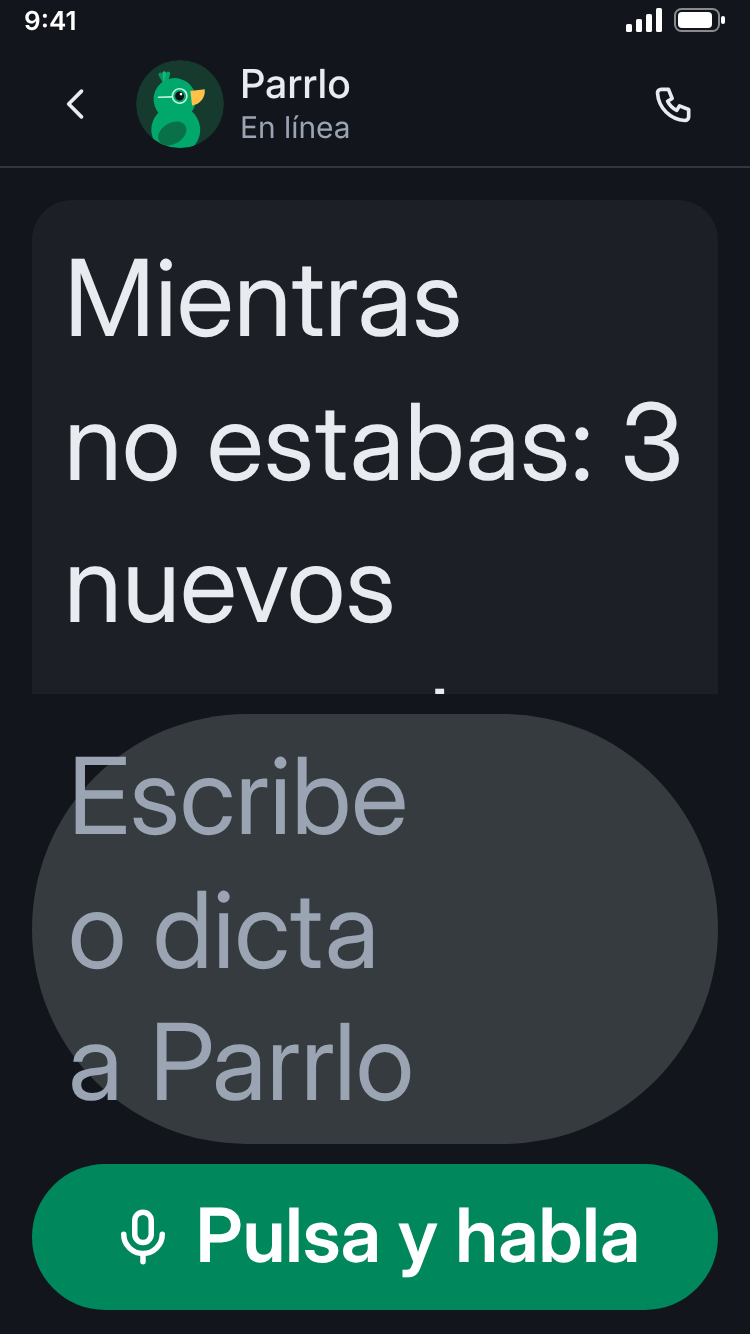 9:41
Parrlo
En línea
Mientras
no estabas: 3
nuevos
Escribe
o dicta
a Parrlo
Pulsa y habla